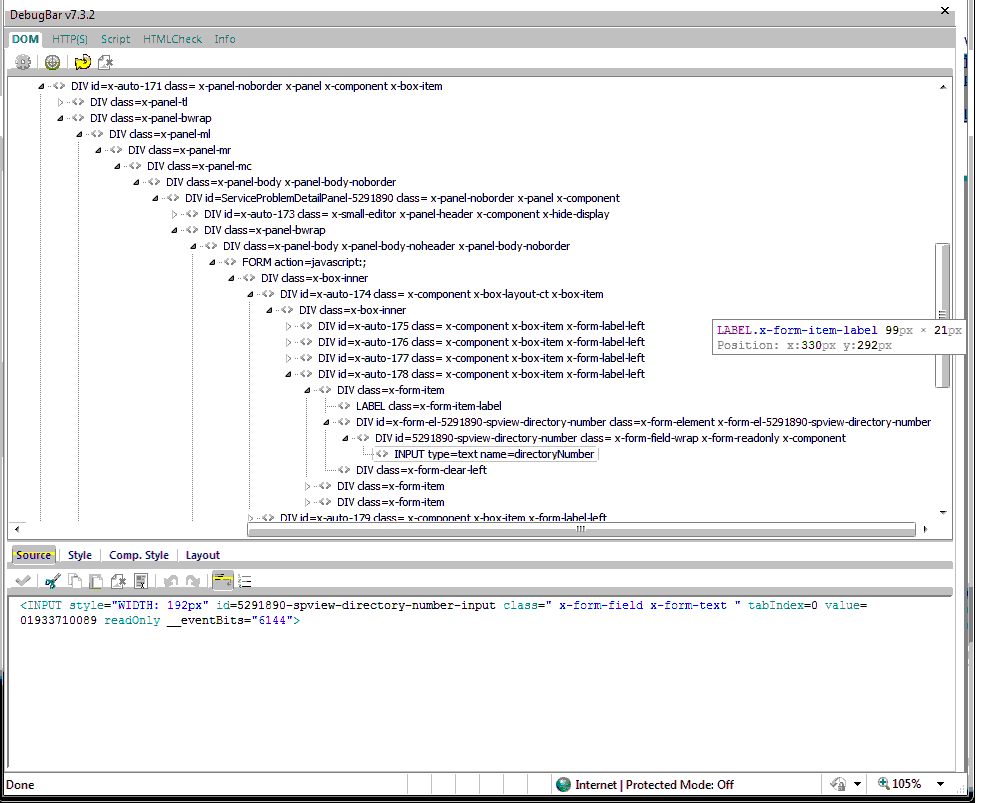 DebugBar v7.3.2
DOM HTTP(S) Script HTMLCheck Info
DIV id=x-auto-171 class= x-panel-noborder x-panel x-component x-box-item
DIV class=x-panel-tl
DIV class=x-panel-bwrap
DIV class=x-panel-ml
DIV class=x-panel-mr
DIV class=x-panel-mc
DIV class=x-panel-body x-panel-body-noborder
DIV id=ServiceProblemDetailPanel-5291890 class= x-panel-noborder x-panel x-component
DIV id=x-auto-173 class= x-small-editor x-panel-header x-component x-hide-display
DIV class=x-panel-bwrap
DIV class=x-panel-body x-panel-body-noheader x-panel-body-noborder
FORM action=javascript:;
DIV class=x-box-inner
DIV id=x-auto-174 class= x-component x-box-layout-ct x-box-item
DIV class=x-box-inner
DIV id=x-auto-175 class= x-component x-box-item x-form-label-left
LABEL.x-form-item-label 99px × 21px
DIV id=x-auto-176 class= x-component x-box-item x-form-label-left
Position: x:330px y:292px
DIV id=x-auto-177 class= x-component x-box-item x-form-label-left
DIV id=x-auto-178 class= x-component x-box-item x-form-label-left
DIV class=x-form-item
LABEL class=x-form-item-label
DIV id=x-form-el-5291890-spview-directory-number class=x-form-element x-form-el-5291890-spview-directory-number
DIV id=5291890-spview-directory-number class= x-form-field-wrap x-form-readonly x-component
INPUT type=text name=directoryNumber
DIV class=x-form-clear-left
DIV class=x-form-item
DIV class=x-form-item
DIV id=x-auto-179 class= x-component x-box-item x-form-label-left
Source Style Comp. Style Layout
<INPUT style="WIDTH: 192px" id=5291890-spview-directory-number-input class=" x-form-field x-form-text " tabIndex=0 value=
01933710089 readOnly __eventBits="6144">
Done Internet | Protected Mode: Off 105%